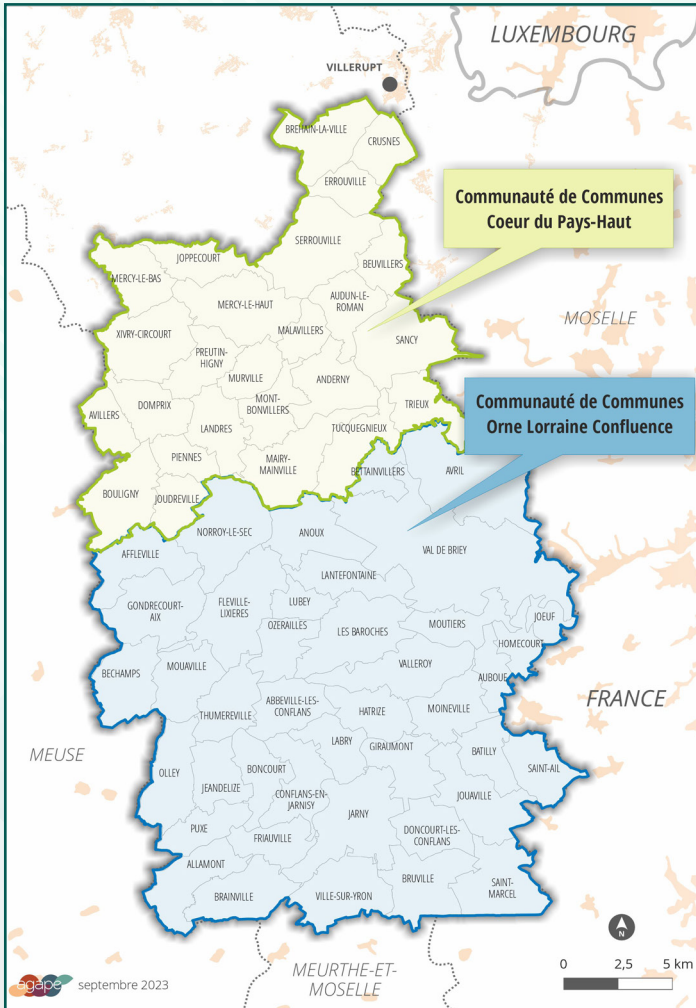 LUXEMBOURG
VILLERUPT
BREHAIN-LA-VILLE
CRUSNES
ERROUVILLE
Communauté de Communes
Coeur du Pays-Haut
SERROUVILLE
JOPPECOURT
BEUVILLERS
MERCY-LE-BAS
AUDUN-LE-
ROMAN
MERCY-LE-HAUT
MOSELLE
MALAVILLERS
XIVRY-CIRCOURT
SANCY
PREUTIN-
HIGNY
MURVILLE
ANDERNY
MONT-
BONVILLERS
DOMPRIX
TRIEUX
Communauté de Communes
Orne Lorraine Confluence
AVILLERS
LANDRES
TUCQUEGNIEUX
PIENNES
MAIRY-
MAINVILLE
BETTAINVILLERS
AVRIL
BOULIGNY
JOUDREVILLE
NORROY-LE-SEC
ANOUX
AFFLEVILLE
VAL DE BRIEY
LANTEFONTAINE
GONDRECOURT-
AIX
FLEVILLE-
LIXIERES
LUBEY
OZERAILLES
LES BAROCHES
MOUTIERS
JOEUF
HOMECOURT
BECHAMPS
MOUAVILLE
VALLEROY
AUBOUE
ABBEVILLE-LES-
CONFLANS
THUMEREVILLE
HATRIZE
MOINEVILLE
FRANCE
LABRY
GIRAUMONT
BATILLY
MEUSE
OLLEY
BONCOURT
SAINT-AIL
JEANDELIZE
CONFLANS-EN-
JARNISY
JOUAVILLE
JARNY
PUXE
FRIAUVILLE
DONCOURT-LES-
CONFLANS
ALLAMONT
BRAINVILLE
VILLE-SUR-YRON
BRUVILLE
SAINT-
MARCEL
N
MEURTHE-ET-
MOSELLE
0 2,5 5 km
agape septembre 2023